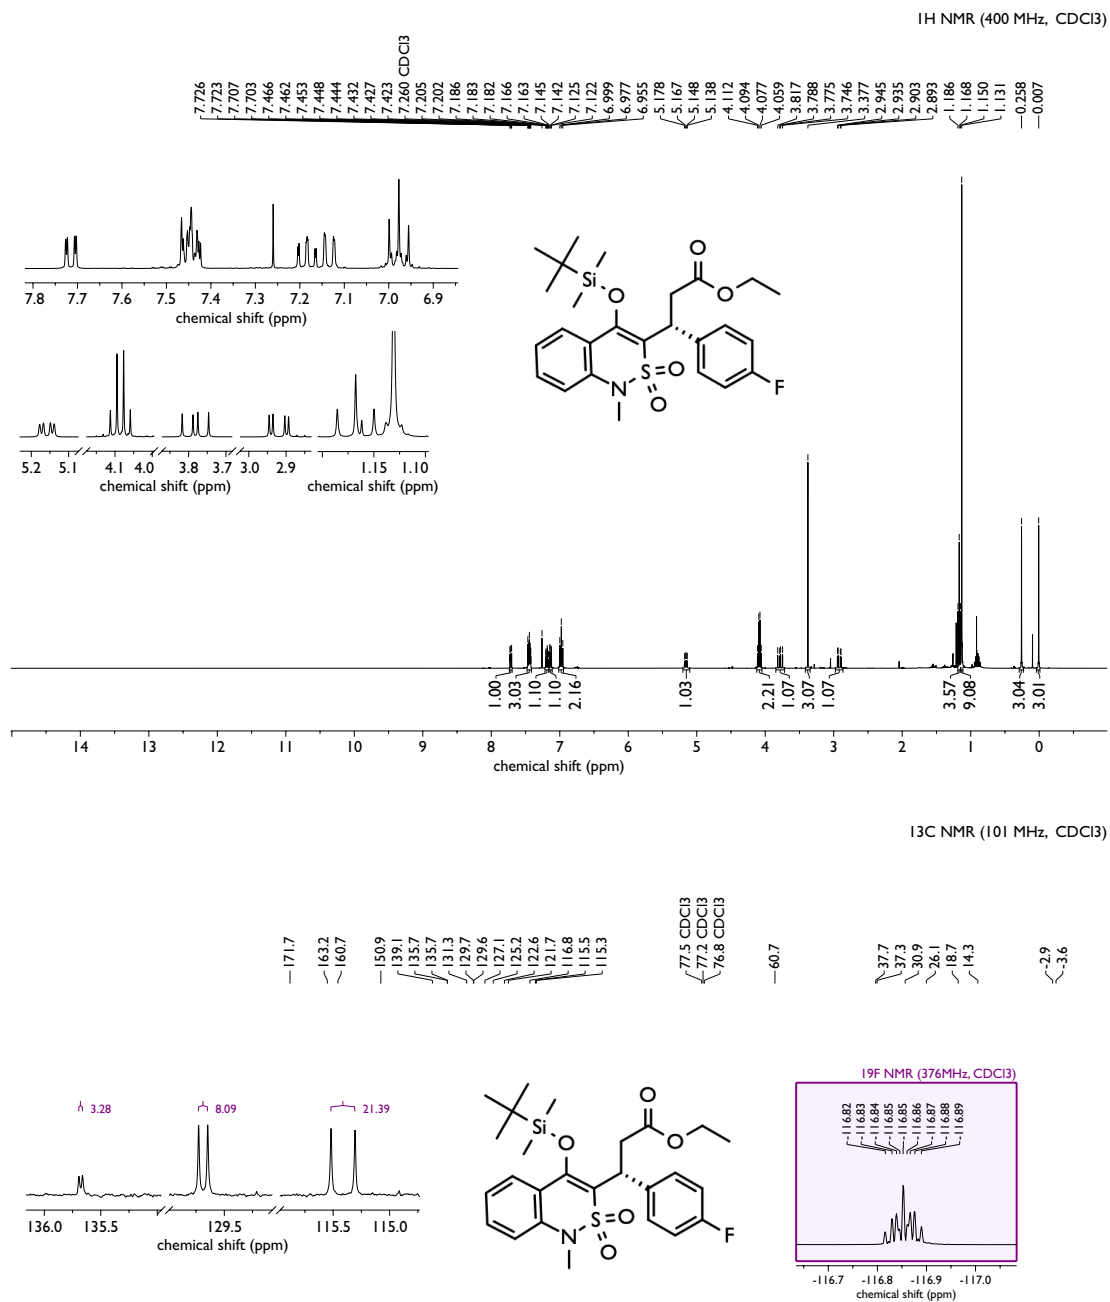 1H NMR (400 MHz, CDCl3)
7.726
7.723
7.707
7.703
7.466
7.462
7.453
7.448
7.444
7.432
7.427
7.423
7.260 CDCl3
7.205
7.202
7.186
7.183
7.182
7.166
7.163
7.145
7.142
7.125
7.122
6.999
6.977
6.955
5.178
5.167
5.148
5.138
4.112
4.094
4.077
4.059
3.817
3.788
3.775
3.746
3.377
2.945
2.935
2.903
2.893
1.186
1.168
1.150
1.131
0.258
0.007
7.8 7.7 7.6 7.5 7.4 7.3 7.2 7.1 7.0 6.9
chemical shift (ppm)
5.2 5.1 4.1 4.0 3.8 3.7 3.0 2.9 1.15 1.10
chemical shift (ppm) chemical shift (ppm)
Si
O
O
O
S
O
O
N
F
1.00
3.03
1.10
1.10
2.16
1.03
2.21
1.07
3.07
1.07
3.57
9.08
3.04
3.01
14 13 12 11 10 9 8 7 6 5 4 3 2 1 0
chemical shift (ppm)
13C NMR (101 MHz, CDCl3)
171.7
163.2
160.7
150.9
139.1
135.7
135.7
131.3
129.7
129.6
127.1
125.2
122.6
121.7
116.8
115.5
115.3
77.5 CDCl3
77.2 CDCl3
76.8 CDCl3
60.7
37.7
37.3
30.9
26.1
18.7
14.3
-2.9
-3.6
3.28 8.09 21.39
136.0 135.5 129.5 115.5 115.0
chemical shift (ppm)
Si
O
O
O
S
O
O
N
F
19F NMR (376MHz, CDCl3)
-116.82
-116.83
-116.84
-116.85
-116.85
-116.86
-116.87
-116.88
-116.89
-116.7 -116.8 -116.9 -117.0
chemical shift (ppm)